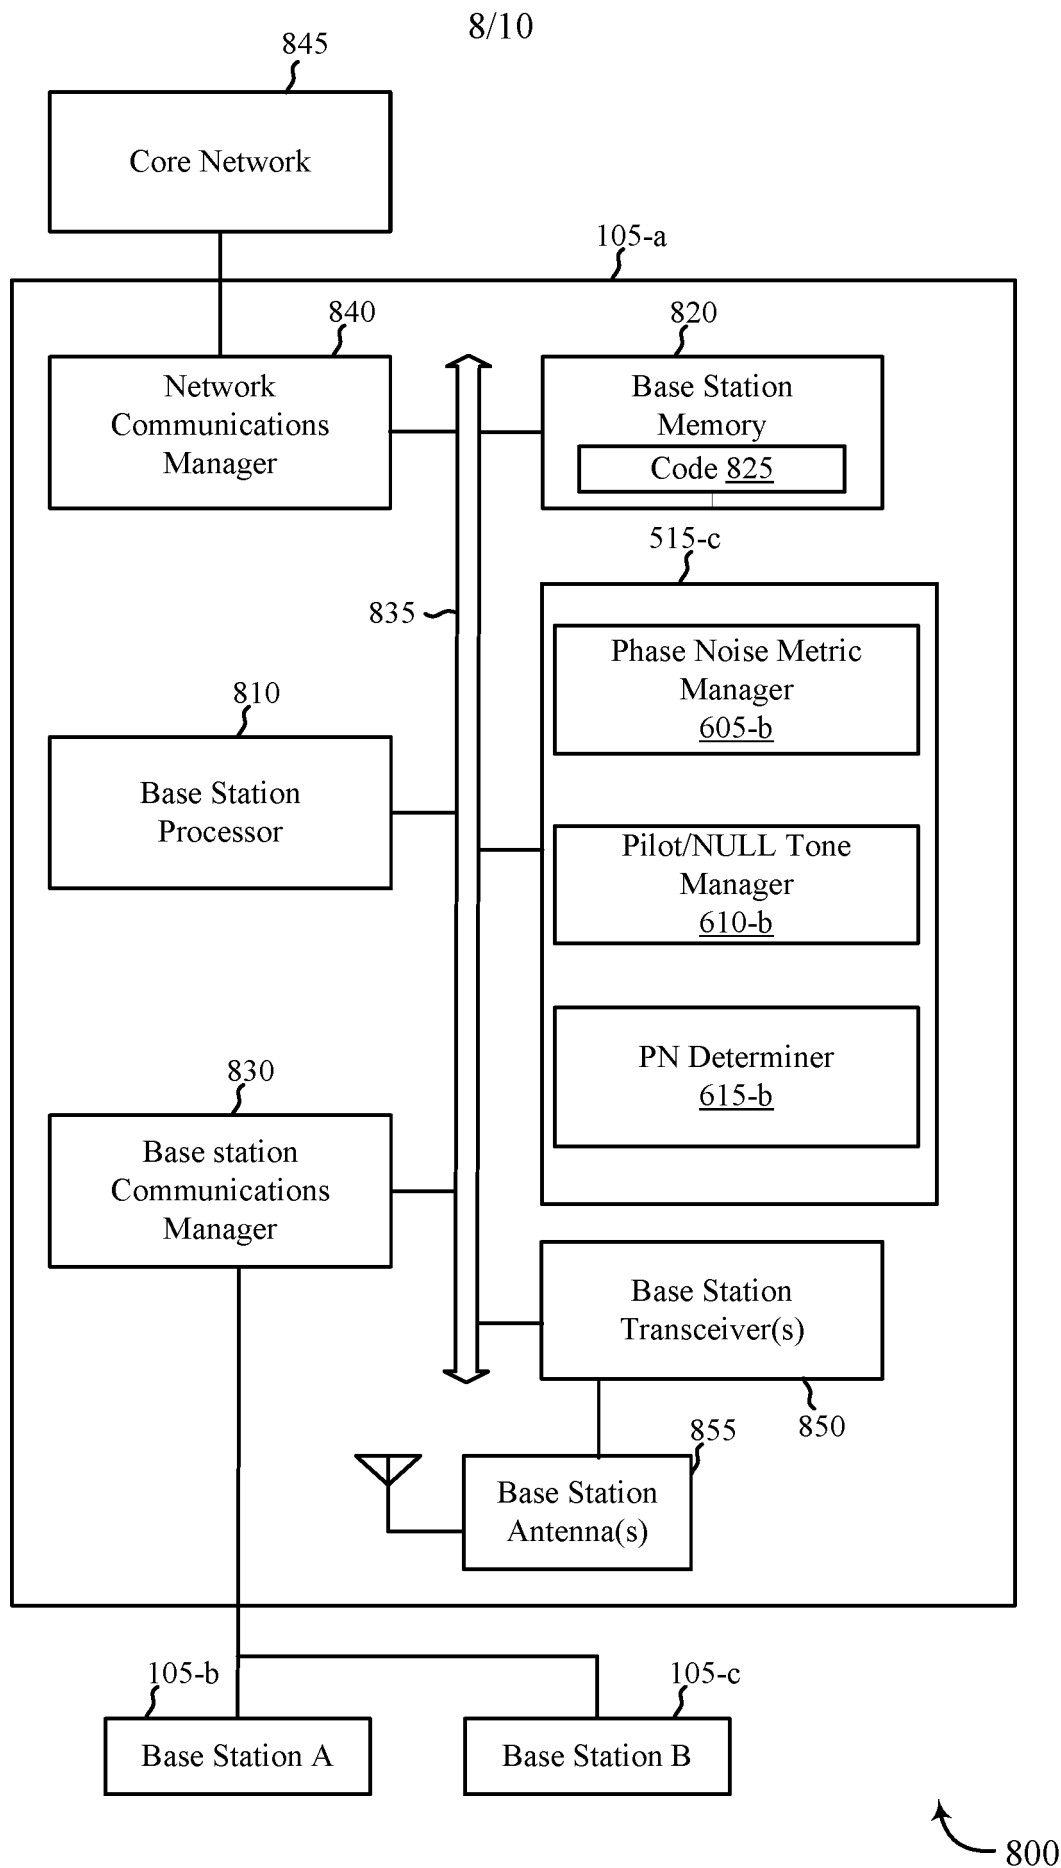 8/10
845
Core Network
105-a
840
820
Network
Communications
Manager
Base Station
Memory
Code 825
515-c
835
Phase Noise Metric
Manager
605-b
810
Base Station
Processor
Pilot/NULL Tone
Manager
610-b
PN Determiner
615-b
830
Base station
Communications
Manager
Base Station
Transceiver(s)
850
855
Base Station
Antenna(s)
105-b
105-c
Base Station A
Base Station B
800